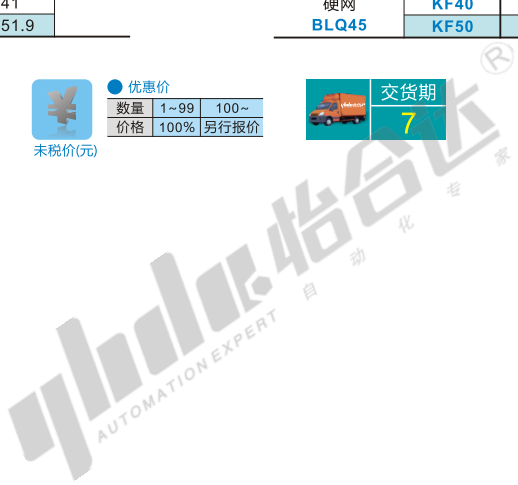 41
51.9
硬网
BLQ45
KF40
KF50
优惠价
数量 1~99 100~
价格 100% 另行报价
¥
未税价(元)
交货期
7
®
怡合达
自动化专家
AUTOMATION EXPERT